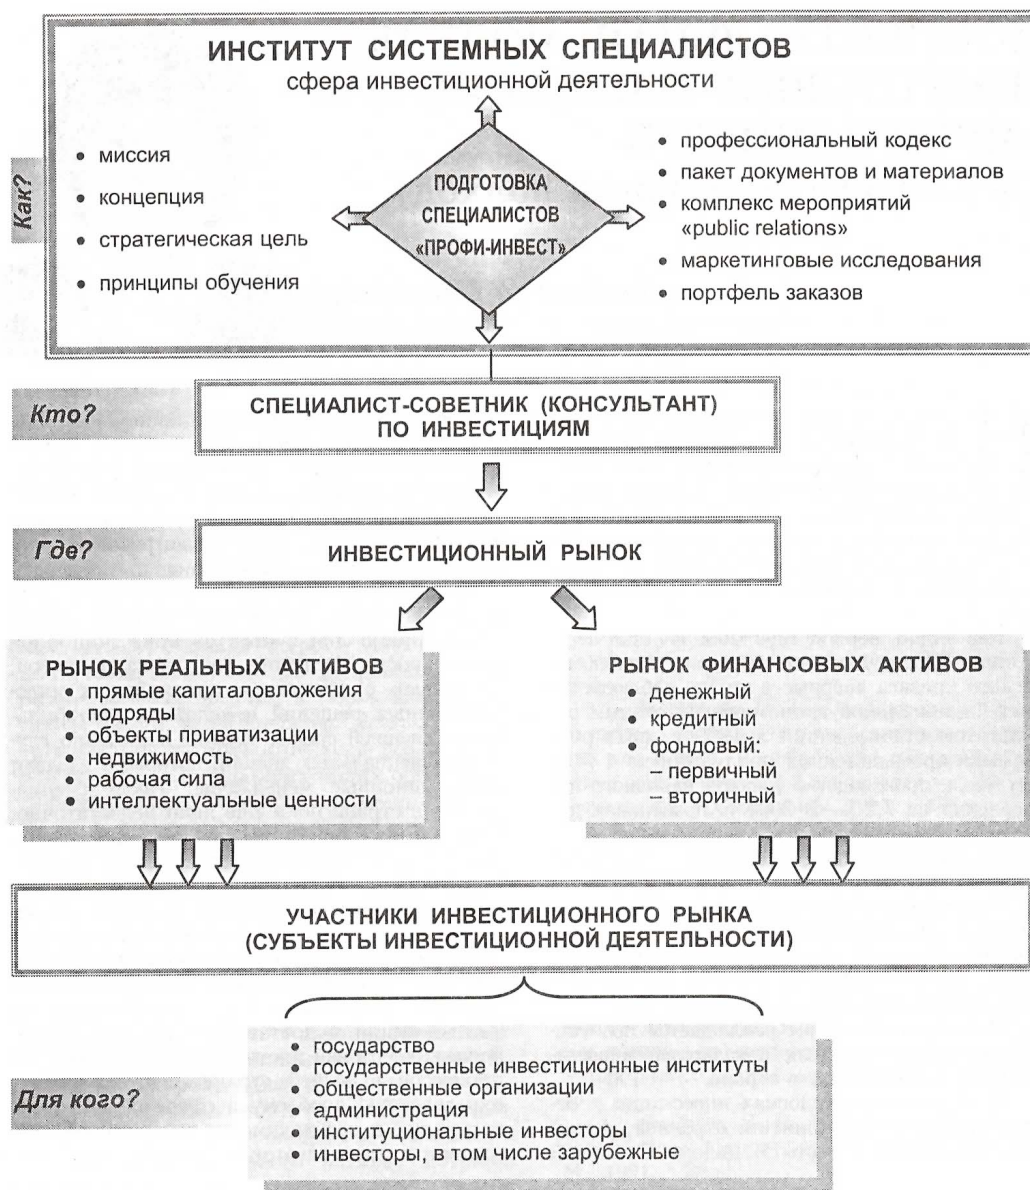 ИНСТИТУТ СИСТЕМНЫХ СПЕЦИАЛИСТОВ
сфера инвестиционной деятельности
Как?
• миссия
• концепция
• стратегическая цель
• принципы обучения
ПОДГОТОВКА
СПЕЦИАЛИСТОВ
«ПРОФИ-ИНВЕСТ»
• профессиональный кодекс
• пакет документов и материалов
• комплекс мероприятий
«public relations»
• маркетинговые исследования
• портфель заказов
Кто?
СПЕЦИАЛИСТ-СОВЕТНИК (КОНСУЛЬТАНТ)
ПО ИНВЕСТИЦИЯМ
Где?
ИНВЕСТИЦИОННЫЙ РЫНОК
РЫНОК РЕАЛЬНЫХ АКТИВОВ
• прямые капиталовложения
• подряды
• объекты приватизации
• недвижимость
• рабочая сила
• интеллектуальные ценности
РЫНОК ФИНАНСОВЫХ АКТИВОВ
• денежный
• кредитный
• фондовый:
– первичный
– вторичный
УЧАСТНИКИ ИНВЕСТИЦИОННОГО РЫНКА
(СУБЪЕКТЫ ИНВЕСТИЦИОННОЙ ДЕЯТЕЛЬНОСТИ)
Для кого?
• государство
• государственные инвестиционные институты
• общественные организации
• администрация
• институциональные инвесторы
• инвесторы, в том числе зарубежные